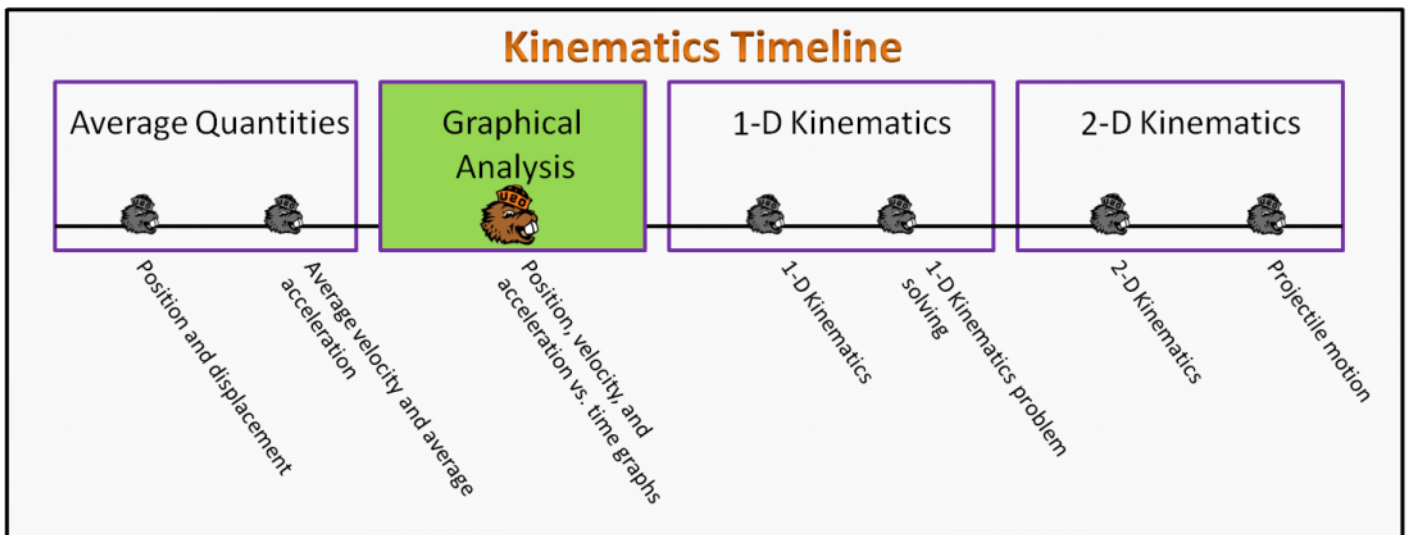 Kinematics Timeline
Average Quantities
Graphical
Analysis
1-D Kinematics
2-D Kinematics
Position and displacement
Average velocity and average
acceleration
Position, velocity, and
acceleration vs. time graphs
1-D Kinematics
1-D Kinematics problem
solving
2-D Kinematics
Projectile motion